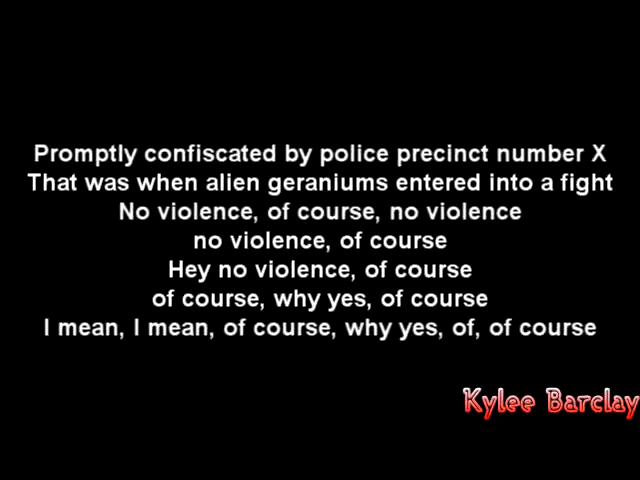 Promptly confiscated by police precinct number X
That was when alien geraniums entered into a fight
No violence, of course, no violence
no violence, of course
Hey no violence, of course
of course, why yes, of course
I mean, I mean, of course, why yes, of, of course
Kylee Barclay